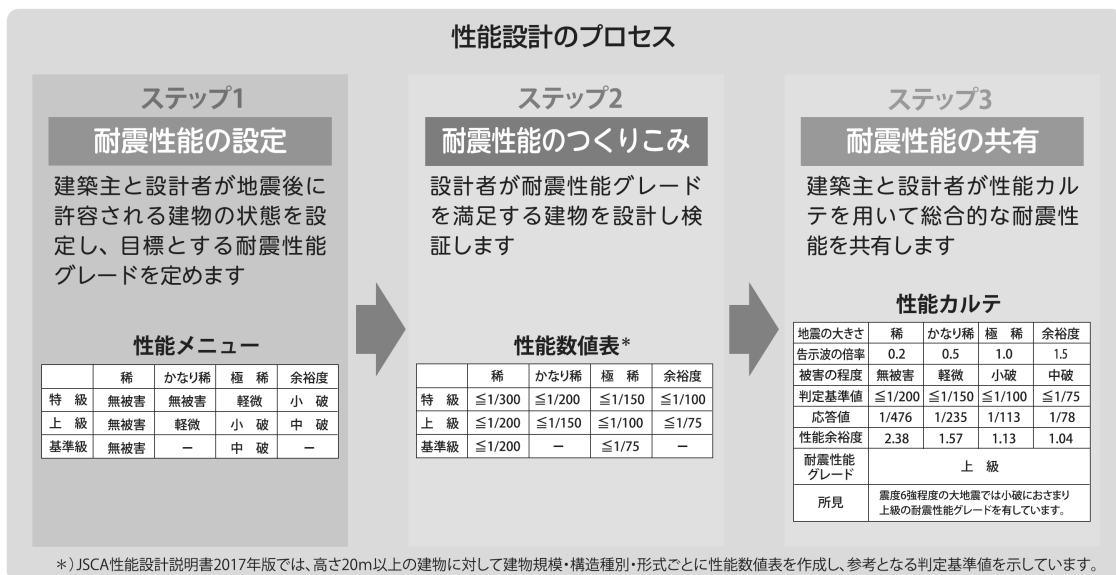 性能設計のプロセス
ステップ1
耐震性能の設定
建築主と設計者が地震後に
許容される建物の状態を設
定し、目標とする耐震性能
グレードを定めます
性能メニュー
稀 かなり稀 極 稀 余裕度
特 級 無被害 無被害 軽微 小 破
上 級 無被害 軽微 小 破 中 破
基準級 無被害 － 中 破 －
ステップ2
耐震性能のつくりこみ
設計者が耐震性能グレード
を満足する建物を設計し検
証します
性能数値表*
稀 かなり稀 極 稀 余裕度
特 級 ≦1/300 ≦1/200 ≦1/150 ≦1/100
上 級 ≦1/200 ≦1/150 ≦1/100 ≦1/75
基準級 ≦1/200 － ≦1/75 －
ステップ3
耐震性能の共有
建築主と設計者が性能カル
テを用いて総合的な耐震性
能を共有します
性能カルテ
地震の大きさ 稀 かなり稀 極 稀 余裕度
告示波の倍率 0.2 0.5 1.0 1.5
被害の程度 無被害 軽微 小破 中破
判定基準値 ≦1/200 ≦1/150 ≦1/100 ≦1/75
応答値 1/476 1/235 1/113 1/78
性能余裕度 2.38 1.57 1.13 1.04
耐震性能
グレード
上 級
所見
震度6強程度の大地震では小破におさまり
上級の耐震性能グレードを有しています。
*）JSCA性能設計説明書2017年版では、高さ20m以上の建物に対して建物規模・構造種別・形式ごとに性能数値表を作成し、参考となる判定基準値を示しています。